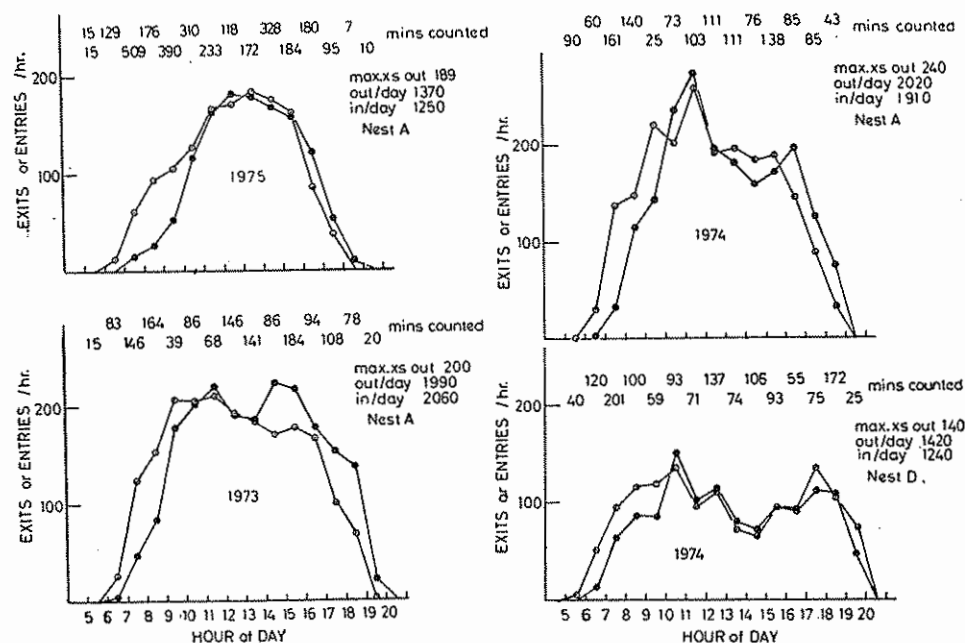 15 129 176 310 118 328 180 7 mins counted
15 509 390 233 172 184 95 10
max.xs out 189
out/day 1370
in/day 1250
Nest A
200
100
1975
EXITS or ENTRIES /hr.
60 140 73 111 76 85 43 mins counted
90 161 25 103 111 138 85
max.xs out 240
out/day 2020
in/day 1910
Nest A
200
100
1974
EXITS or ENTRIES /hr.
83 164 86 146 86 94 78 mins counted
15 146 39 68 141 184 108 20
max.xs out 200
out/day 1990
in/day 2060
Nest A
200
100
1973
EXITS or ENTRIES /hr.
5 6 7 8 9 10 11 12 13 14 15 16 17 18 19 20
HOUR of DAY
120 100 93 137 106 55 172 mins counted
40 201 59 71 74 93 75 25
max.xs out 140
out/day 1420
in/day 1240
Nest D.
200
100
1974
EXITS or ENTRIES /hr.
5 6 7 8 9 10 11 12 13 14 15 16 17 18 19 20
HOUR of DAY